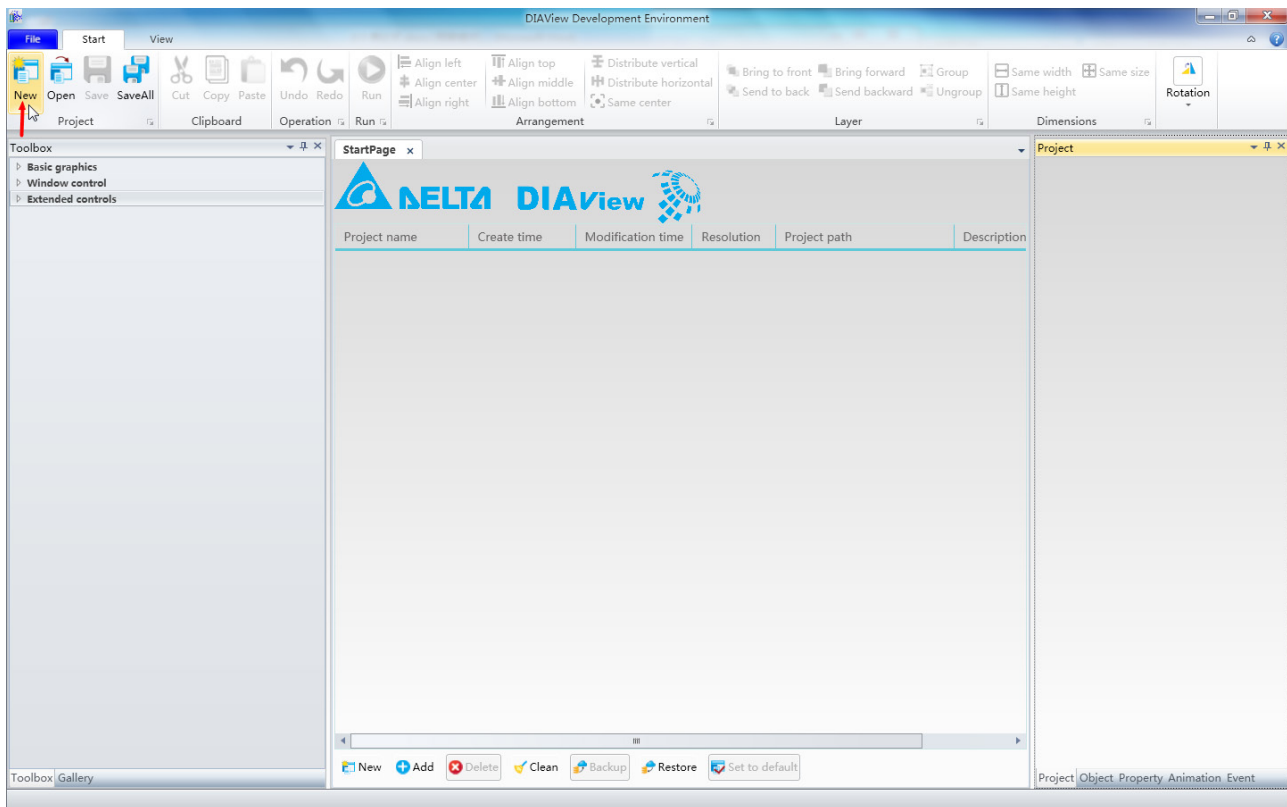 DIAView Development Environment
File Start View
Align left Align top Distribute vertical
Bring to front Bring forward Group Same width Same size
Align center Align middle Distribute horizontal
New Open Save SaveAll Cut Copy Paste Undo Redo Run
Send to back Send backward Ungroup Same height Rotation
Align right Align bottom Same center
Project Clipboard Operation Run Arrangement Layer Dimensions
Toolbox
StartPage x
Project
Basic graphics
Window control
Extended controls
DELTA DIAView
Project name Create time Modification time Resolution Project path Description
New Add Delete Clean Backup Restore Set to default
Toolbox Gallery
Project Object Property Animation Event